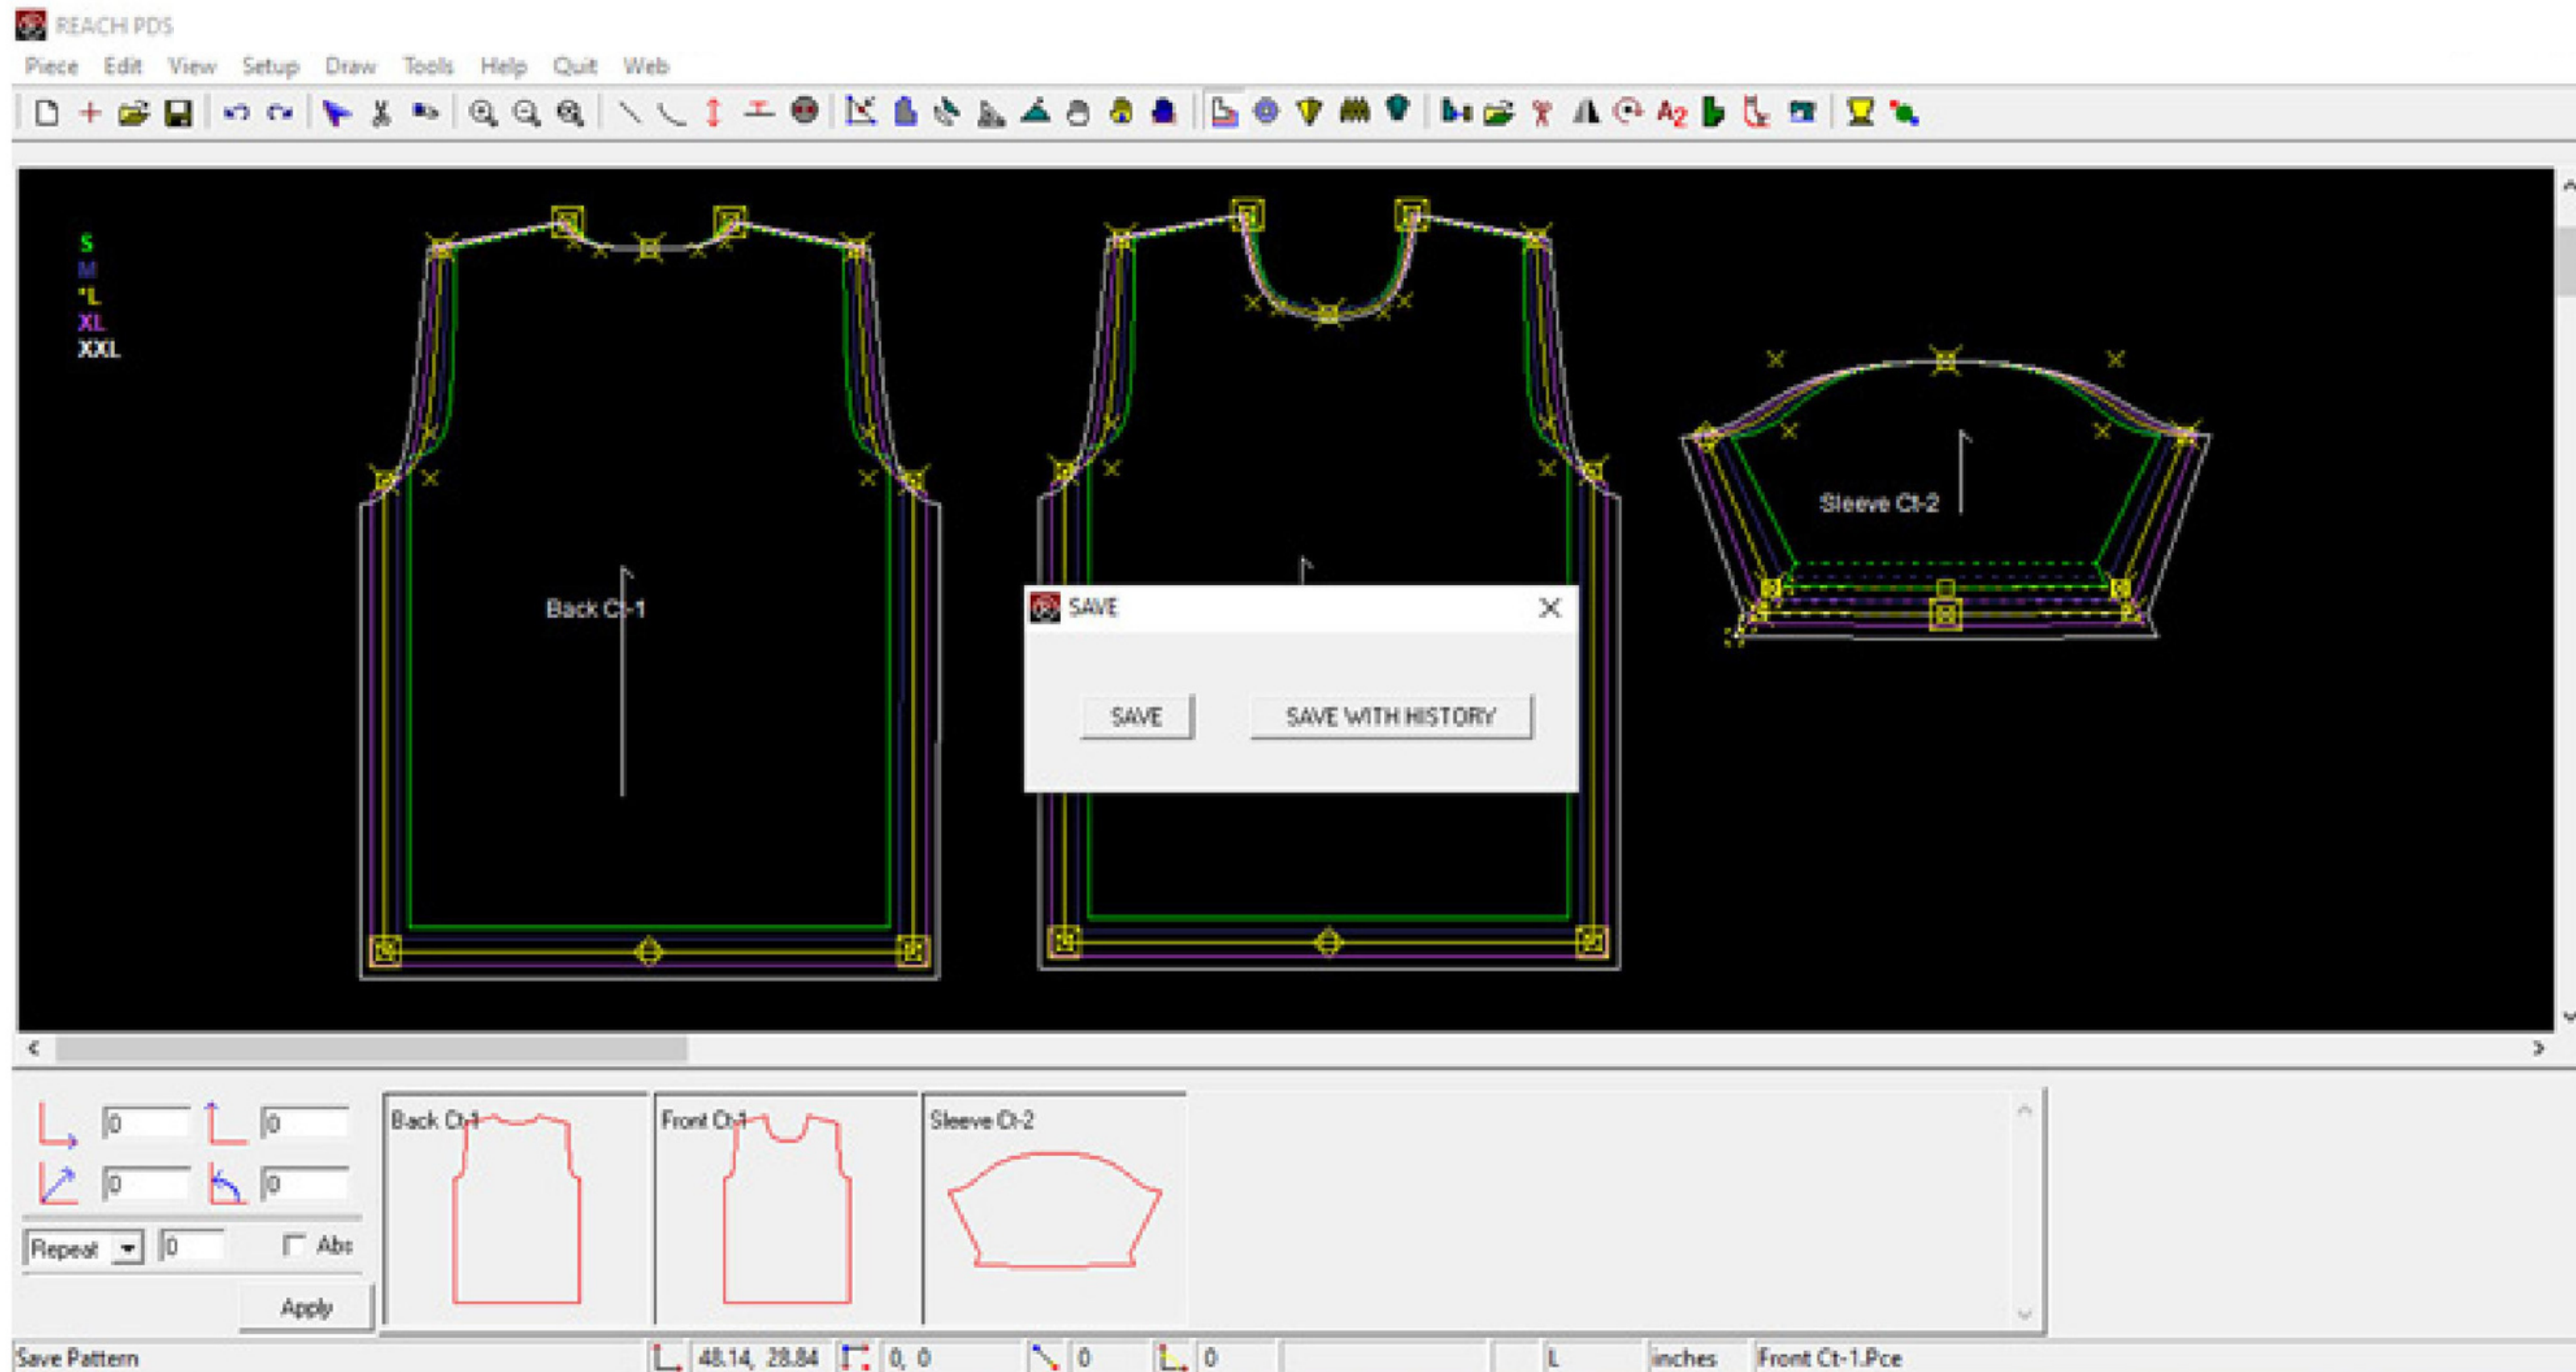 REACH PDS
Piece Edit View Setup Draw Tools Help Quit Web
A2
S
M
*L
XL
XXL
Back Ct-1
Sleeve Ct-2
SAVE
SAVE SAVE WITH HISTORY
0 0
0 0
Repeat 0 Abs
Apply
Back Ct-1 Front Ct-1 Sleeve Ct-2
Save Pattern 48.14, 28.84 0, 0 0 0 L inches Front Ct-1.Pce